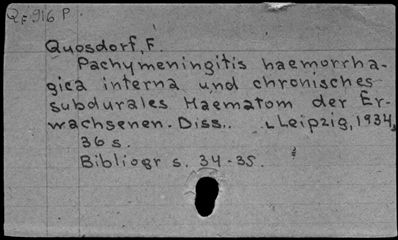 QF 916 P.
Quosdorf, F.
Pachymeningitis haemorrha-
gica interna und chronisches
subdurales Haematom der Er-
wachsenen. Diss.. Leipzig, 1934.
36 s.
Bibliogr s. 34-35.